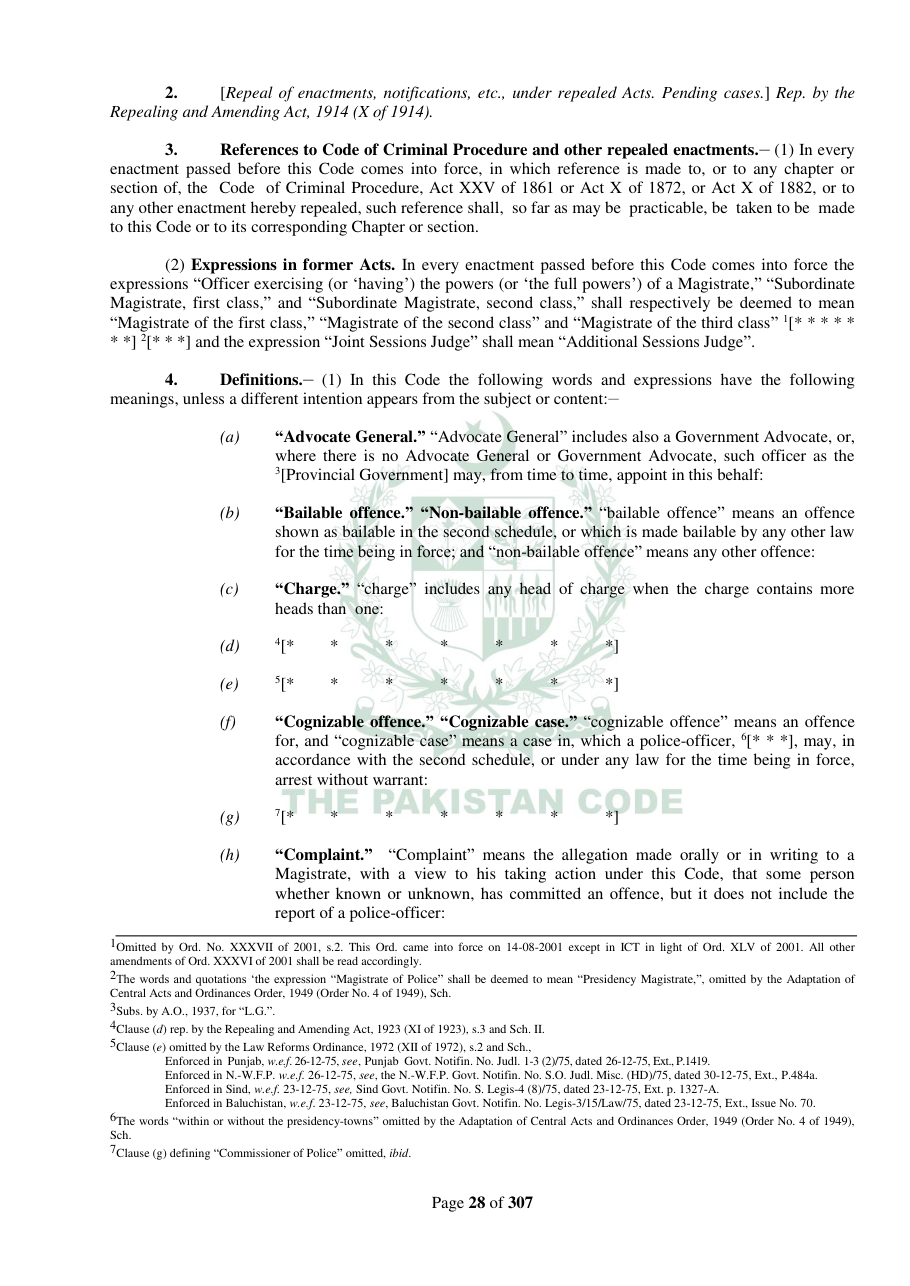 2. [Repeal of enactments, notifications, etc., under repealed Acts. Pending cases.] Rep. by the
Repealing and Amending Act, 1914 (X of 1914).
3. References to Code of Criminal Procedure and other repealed enactments.— (1) In every
enactment passed before this Code comes into force, in which reference is made to, or to any chapter or
section of, the Code of Criminal Procedure, Act XXV of 1861 or Act X of 1872, or Act X of 1882, or to
any other enactment hereby repealed, such reference shall, so far as may be practicable, be taken to be made
to this Code or to its corresponding Chapter or section.
(2) Expressions in former Acts. In every enactment passed before this Code comes into force the
expressions “Officer exercising (or ‘having’) the powers (or ‘the full powers’) of a Magistrate,” “Subordinate
Magistrate, first class,” and “Subordinate Magistrate, second class,” shall respectively be deemed to mean
“Magistrate of the first class,” “Magistrate of the second class” and “Magistrate of the third class” 1[* * * * *
* *] 2[* * *] and the expression “Joint Sessions Judge” shall mean “Additional Sessions Judge”.
4. Definitions.— (1) In this Code the following words and expressions have the following
meanings, unless a different intention appears from the subject or content:—
(a) “Advocate General.” “Advocate General” includes also a Government Advocate, or,
where there is no Advocate General or Government Advocate, such officer as the
3[Provincial Government] may, from time to time, appoint in this behalf:
(b) “Bailable offence.” “Non-bailable offence.” “bailable offence” means an offence
shown as bailable in the second schedule, or which is made bailable by any other law
for the time being in force; and “non-bailable offence” means any other offence:
(c) “Charge.” “charge” includes any head of charge when the charge contains more
heads than one:
(d) 4[* * * * * * *]
(e) 5[* * * * * * *]
(f) “Cognizable offence.” “Cognizable case.” “cognizable offence” means an offence
for, and “cognizable case” means a case in, which a police-officer, 6[* * *], may, in
accordance with the second schedule, or under any law for the time being in force,
arrest without warrant:
THE PAKISTAN CODE
(g) 7[* * * * * * *]
(h) “Complaint.” “Complaint” means the allegation made orally or in writing to a
Magistrate, with a view to his taking action under this Code, that some person
whether known or unknown, has committed an offence, but it does not include the
report of a police-officer:
1Omitted by Ord. No. XXXVII of 2001, s.2. This Ord. came into force on 14-08-2001 except in ICT in light of Ord. XLV of 2001. All other
amendments of Ord. XXXVI of 2001 shall be read accordingly.
2The words and quotations ‘the expression “Magistrate of Police” shall be deemed to mean “Presidency Magistrate,”, omitted by the Adaptation of
Central Acts and Ordinances Order, 1949 (Order No. 4 of 1949), Sch.
3Subs. by A.O., 1937, for “L.G.”.
4Clause (d) rep. by the Repealing and Amending Act, 1923 (XI of 1923), s.3 and Sch. II.
5Clause (e) omitted by the Law Reforms Ordinance, 1972 (XII of 1972), s.2 and Sch.,
Enforced in Punjab, w.e.f. 26-12-75, see, Punjab Govt. Notifin. No. Judl. 1-3 (2)/75, dated 26-12-75, Ext., P.1419.
Enforced in N.-W.F.P. w.e.f. 26-12-75, see, the N.-W.F.P. Govt. Notifin. No. S.O. Judl. Misc. (HD)/75, dated 30-12-75, Ext., P.484a.
Enforced in Sind, w.e.f. 23-12-75, see, Sind Govt. Notifin. No. S. Legis-4 (8)/75, dated 23-12-75, Ext. p. 1327-A.
Enforced in Baluchistan, w.e.f. 23-12-75, see, Baluchistan Govt. Notifin. No. Legis-3/15/Law/75, dated 23-12-75, Ext., Issue No. 70.
6The words “within or without the presidency-towns” omitted by the Adaptation of Central Acts and Ordinances Order, 1949 (Order No. 4 of 1949),
Sch.
7Clause (g) defining “Commissioner of Police” omitted, ibid.
Page 28 of 307